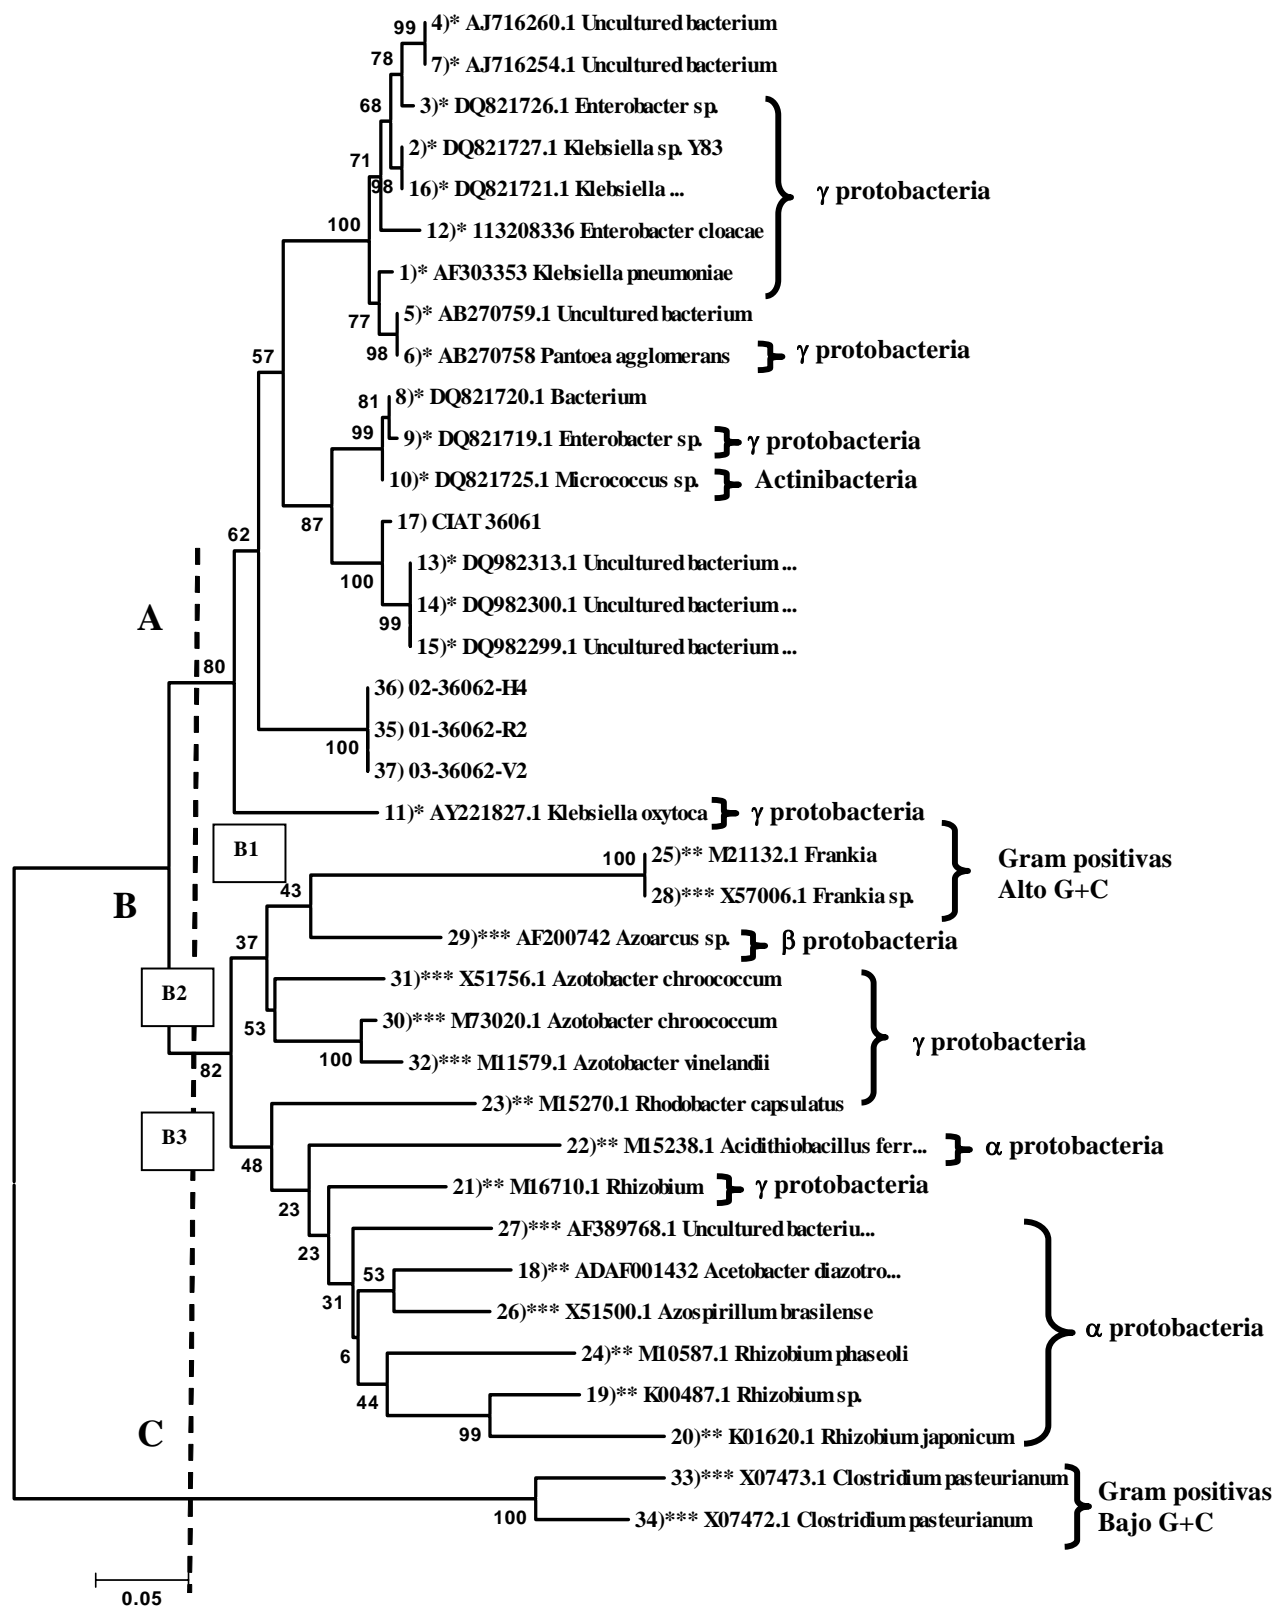 99
4)* AJ716260.1 Uncultured bacterium
78
7)* AJ716254.1 Uncultured bacterium
68
3)* DQ821726.1 Enterobacter sp.
2)* DQ821727.1 Klebsiella sp. Y83
71
98
16)* DQ821721.1 Klebsiella ...
γ protobacteria
100
12)* 113208336 Enterobacter cloacae
1)* AF303353 Klebsiella pneumoniae
77
5)* AB270759.1 Uncultured bacterium
57
98
6)* AB270758 Pantoea agglomerans
γ protobacteria
81
8)* DQ821720.1 Bacterium
99
9)* DQ821719.1 Enterobacter sp.
γ protobacteria
10)* DQ821725.1 Micrococcus sp.
Actinibacteria
87
17) CIAT 36061
62
13)* DQ982313.1 Uncultured bacterium ...
100
14)* DQ982300.1 Uncultured bacterium ...
A
99
15)* DQ982299.1 Uncultured bacterium ...
80
36) 02-36062-H4
35) 01-36062-R2
100
37) 03-36062-V2
11)* AY221827.1 Klebsiella oxytoca
γ protobacteria
B1
100
25)** M21132.1 Frankia
Gram positivas
Alto G+C
43
28)*** X57006.1 Frankia sp.
B
37
29)*** AF200742 Azoarcus sp.
β protobacteria
31)*** X51756.1 Azotobacter chroococcum
B2
53
30)*** M73020.1 Azotobacter chroococcum
γ protobacteria
100
32)*** M11579.1 Azotobacter vinelandii
82
23)** M15270.1 Rhodobacter capsulatus
B3
22)** M15238.1 Acidithiobacillus ferr...
α protobacteria
48
21)** M16710.1 Rhizobium
γ protobacteria
23
27)*** AF389768.1 Uncultured bacteriu...
23
53
18)** ADAF001432 Acetobacter diazotro...
31
26)*** X51500.1 Azospirillum brasilense
α protobacteria
6
24)** M10587.1 Rhizobium phaseoli
44
19)** K00487.1 Rhizobium sp.
C
99
20)** K01620.1 Rhizobium japonicum
33)*** X07473.1 Clostridium pasteurianum
Gram positivas
Bajo G+C
100
34)*** X07472.1 Clostridium pasteurianum
0.05